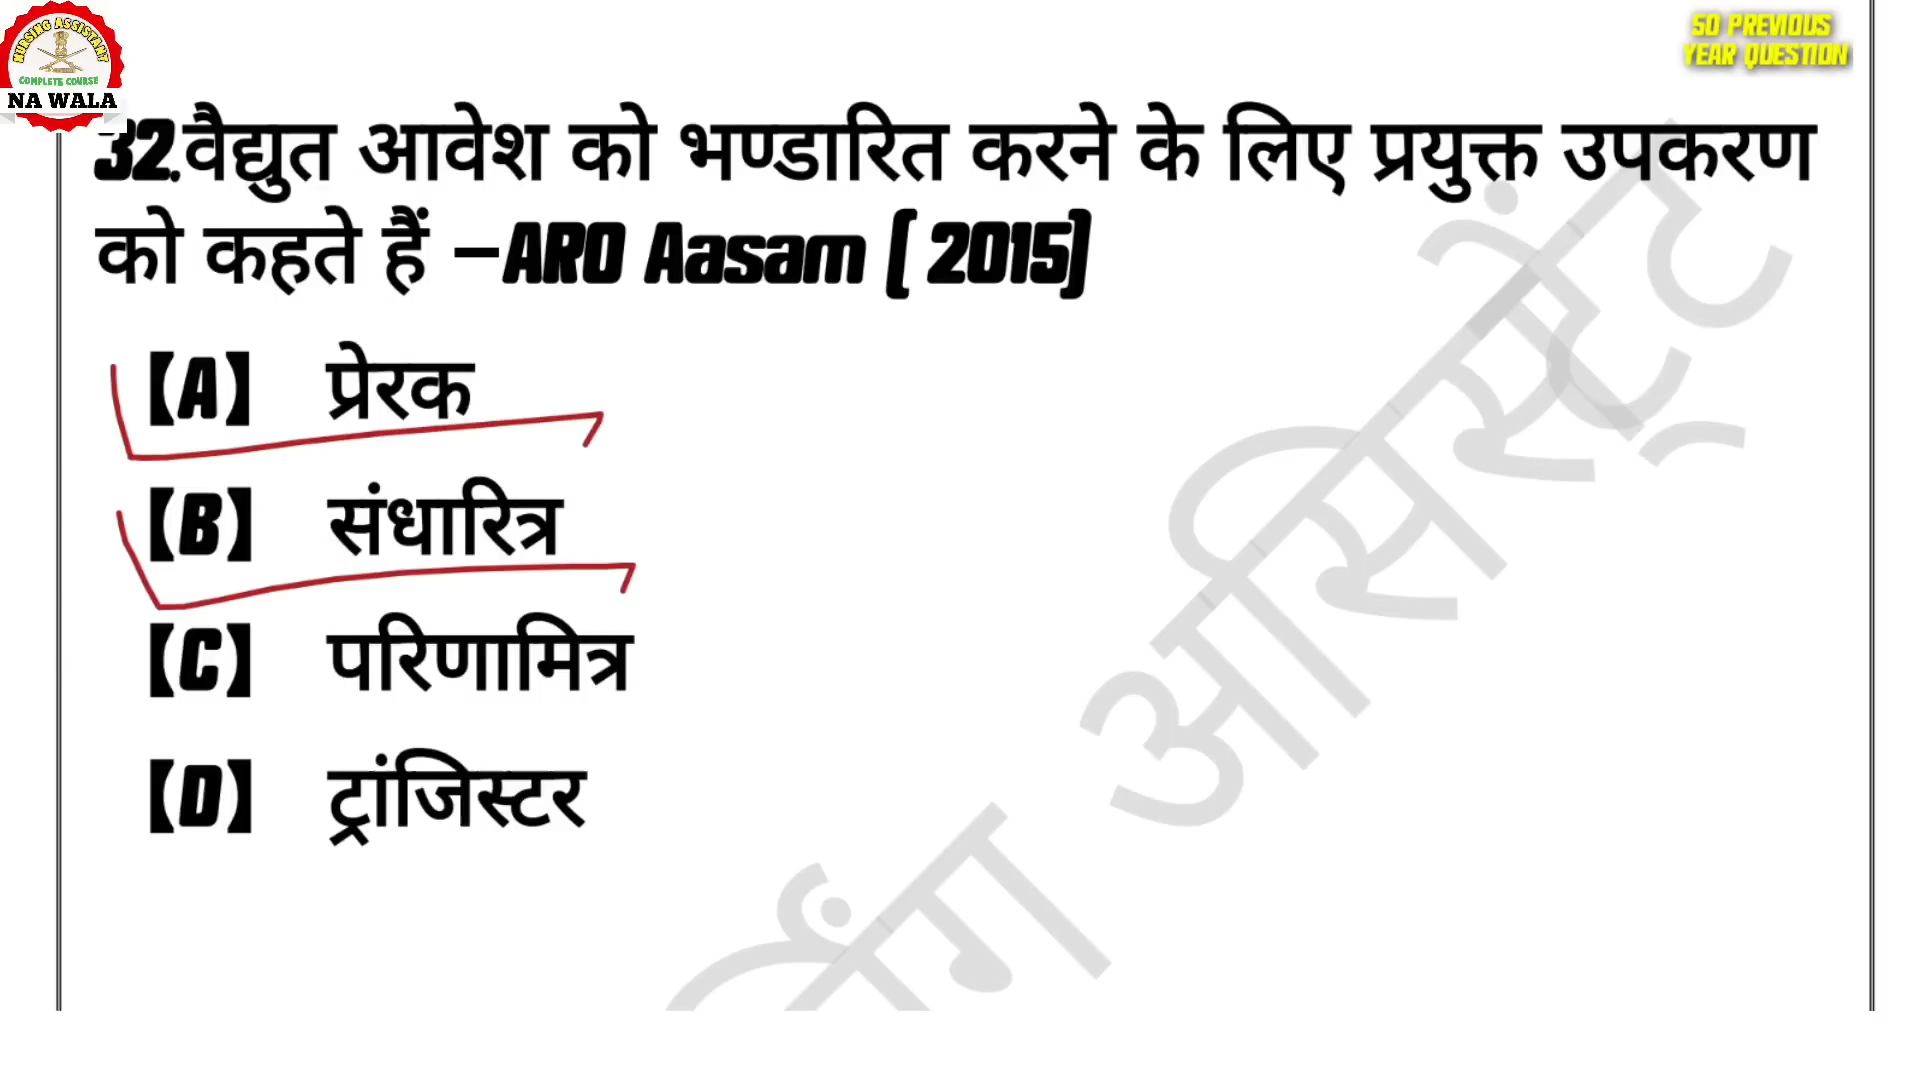 NURSING ASSISTANT
COMPLETE COURSE
NA WALA
50 PREVIOUS
YEAR QUESTION
32.वैद्युत आवेश को भण्डारित करने के लिए प्रयुक्त उपकरण
को कहते हैं –ARO Aasam ( 2015)
【A】 प्रेरक
【B】 संधारित्र
【C】 परिणामित्र
【D】 ट्रांजिस्टर
र्सिंग असिस्टेंट